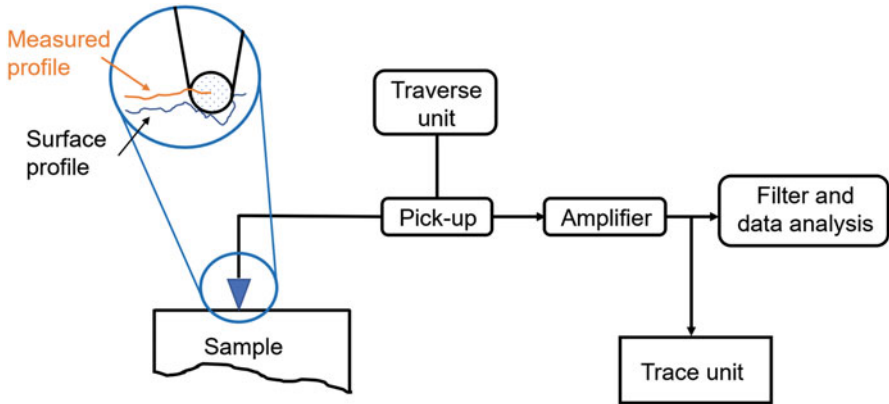 Measured
profile
Surface
profile
Traverse
unit
Pick-up
Amplifier
Filter and
data analysis
Sample
Trace unit